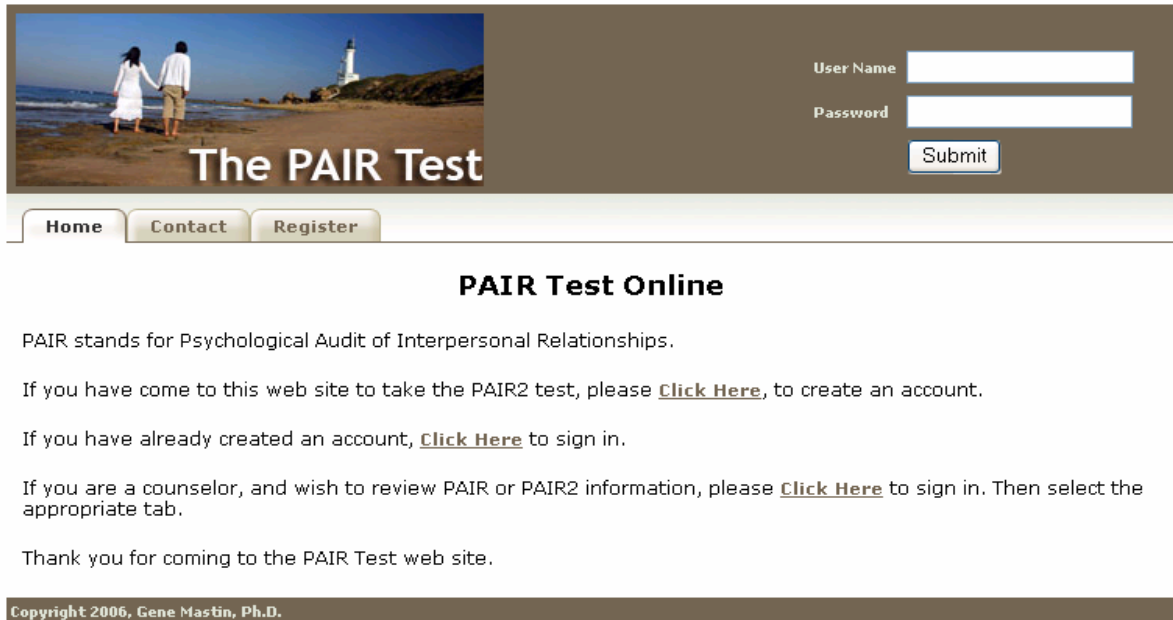 The PAIR Test
User Name
Password
Submit
Home
Contact
Register
PAIR Test Online
PAIR stands for Psychological Audit of Interpersonal Relationships.
If you have come to this web site to take the PAIR2 test, please Click Here, to create an account.
If you have already created an account, Click Here to sign in.
If you are a counselor, and wish to review PAIR or PAIR2 information, please Click Here to sign in. Then select the
appropriate tab.
Thank you for coming to the PAIR Test web site.
Copyright 2006, Gene Mastin, Ph.D.